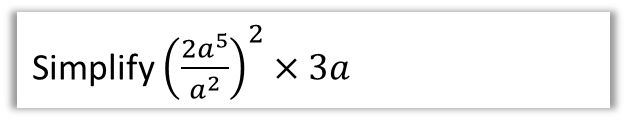 Simplify (2a⁵/a²)² × 3a